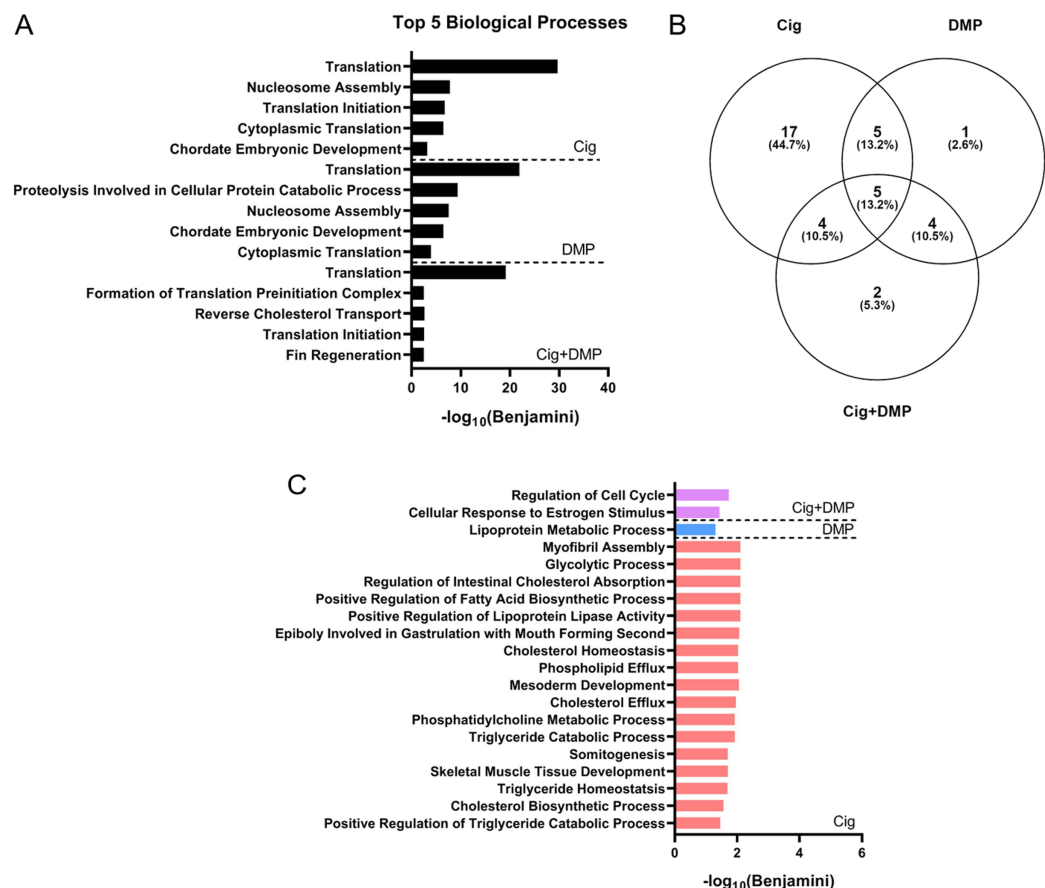 A
Top 5 Biological Processes
Translation
Nucleosome Assembly
Translation Initiation
Cytoplasmic Translation
Chordate Embryonic Development
Cig
Translation
Proteolysis Involved in Cellular Protein Catabolic Process
Nucleosome Assembly
Chordate Embryonic Development
Cytoplasmic Translation
DMP
Translation
Formation of Translation Preinitiation Complex
Reverse Cholesterol Transport
Translation Initiation
Fin Regeneration
Cig+DMP
0 10 20 30 40
-log10(Benjamini)
B
Cig DMP
17 5 1
(44.7%) (13.2%) (2.6%)
5
(13.2%)
4 4
(10.5%) (10.5%)
2
(5.3%)
Cig+DMP
C
Regulation of Cell Cycle
Cellular Response to Estrogen Stimulus
Cig+DMP
Lipoprotein Metabolic Process
DMP
Myofibril Assembly
Glycolytic Process
Regulation of Intestinal Cholesterol Absorption
Positive Regulation of Fatty Acid Biosynthetic Process
Positive Regulation of Lipoprotein Lipase Activity
Epiboly Involved in Gastrulation with Mouth Forming Second
Cholesterol Homeostasis
Phospholipid Efflux
Mesoderm Development
Cholesterol Efflux
Phosphatidylcholine Metabolic Process
Triglyceride Catabolic Process
Somitogenesis
Skeletal Muscle Tissue Development
Triglyceride Homeostatsis
Cholesterol Biosynthetic Process
Positive Regulation of Triglyceride Catabolic Process
Cig
0 2 4 6
-log10(Benjamini)